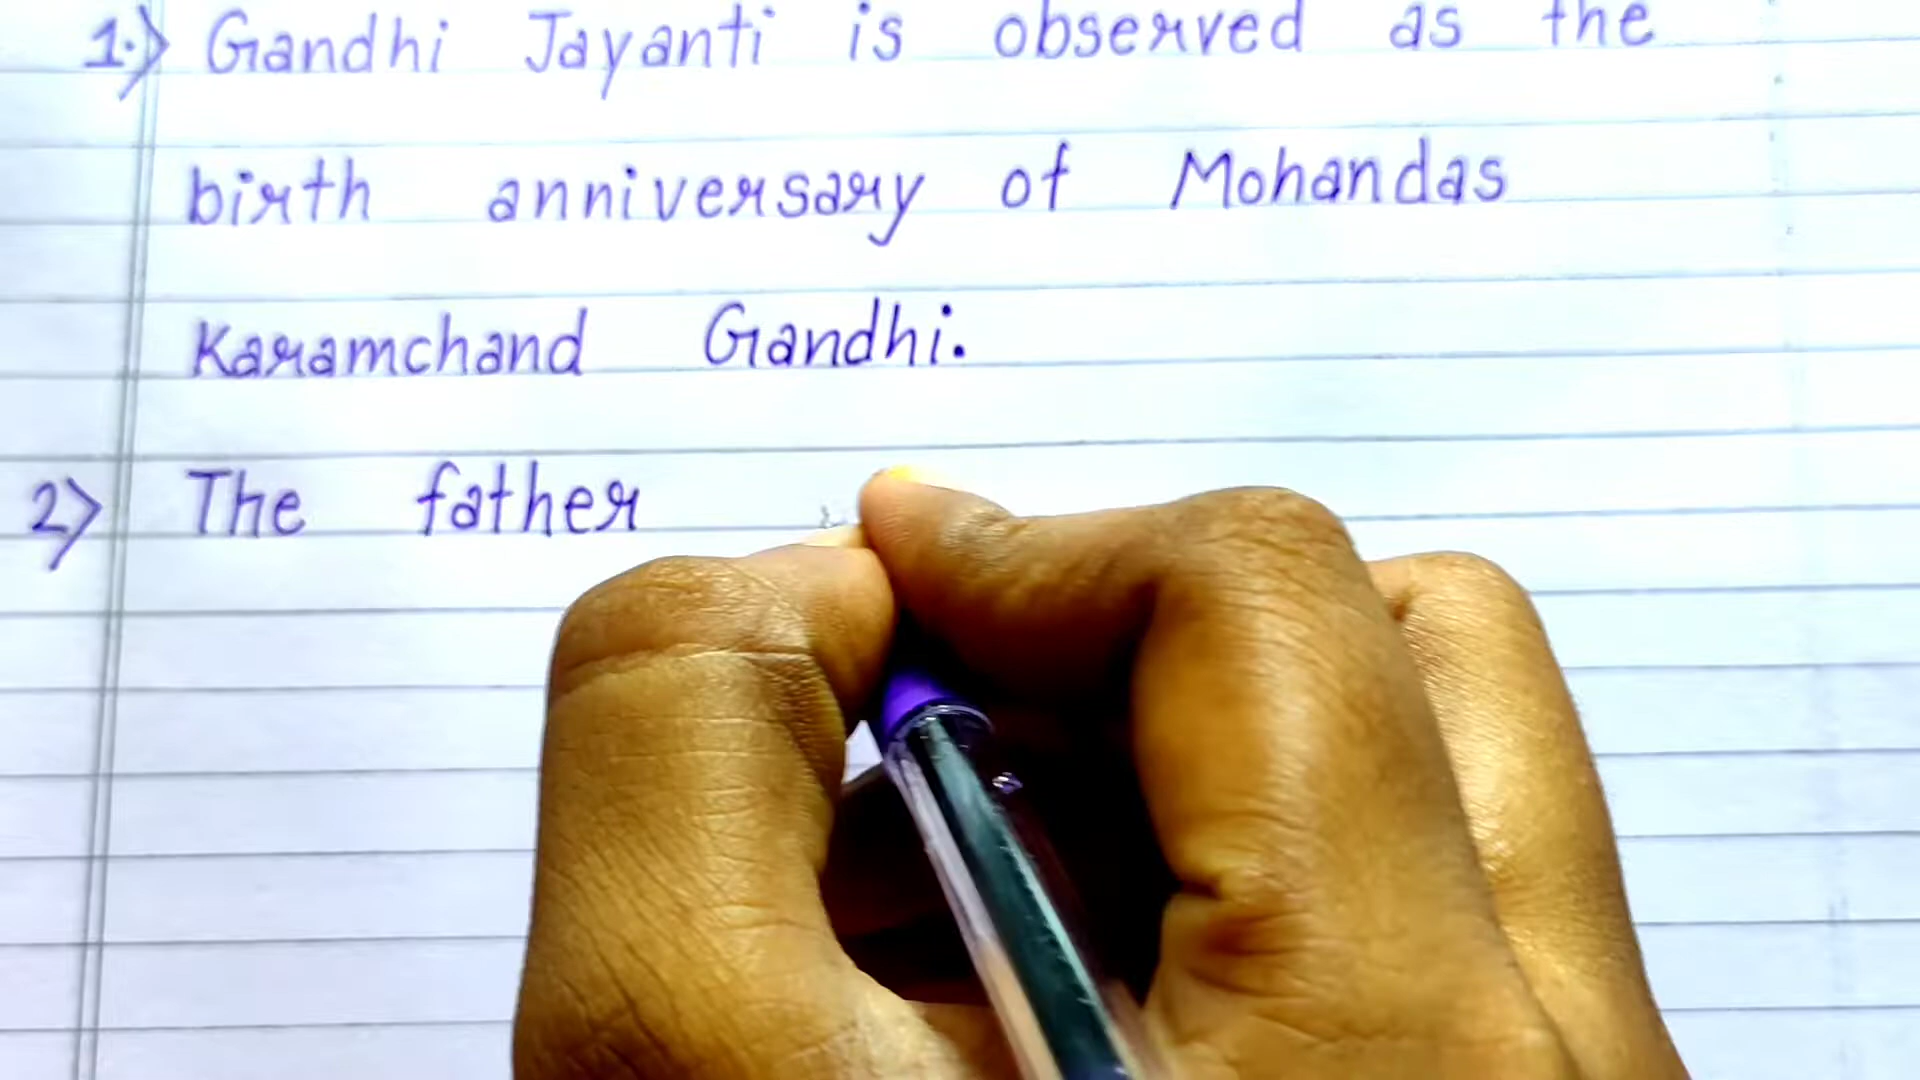 1.) Gandhi Jayanti is observed as the
birth anniversary of Mohandas
Karamchand Gandhi.
2) The father